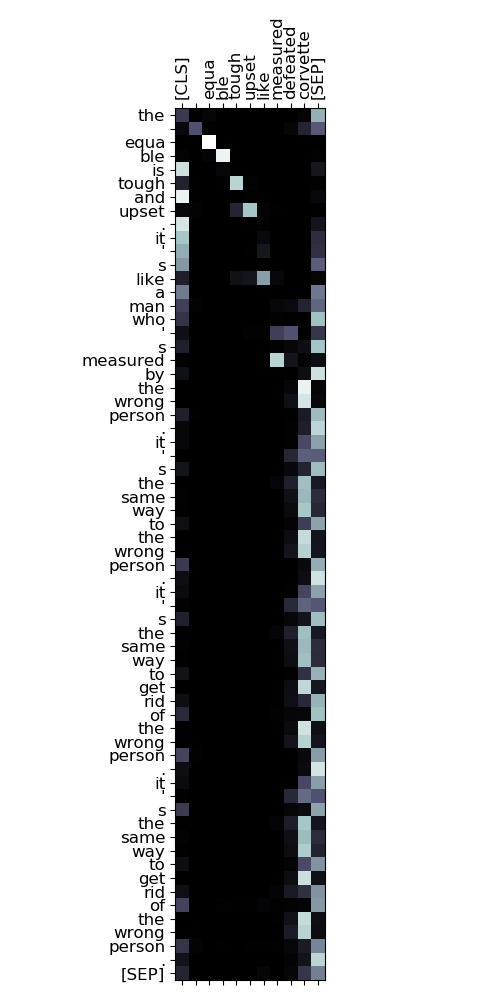 [CLS]
equa
ble
tough
upset
like
measured
defeated
corvette
[SEP]
the
equa
ble
is
tough
and
upset
.
it
'
s
like
a
man
who
'
s
measured
by
the
wrong
person
.
it
'
s
the
same
way
to
the
wrong
person
.
it
'
s
the
same
way
to
get
rid
of
the
wrong
person
.
it
'
s
the
same
way
to
get
rid
of
the
wrong
person
.
[SEP]